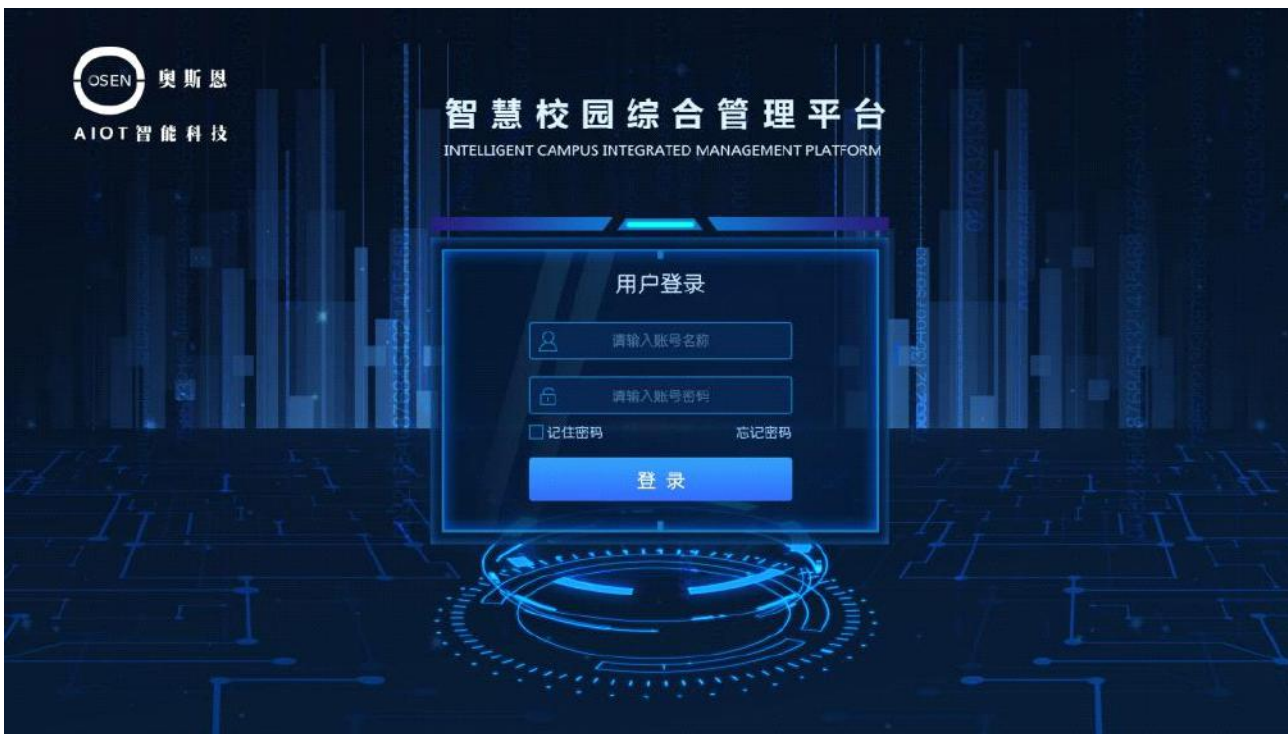 OSEN 奥斯恩
AIOT智能科技
智慧校园综合管理平台
INTELLIGENT CAMPUS INTEGRATED MANAGEMENT PLATFORM
用户登录
请输入账号名称
请输入账号密码
记住密码 忘记密码
登录